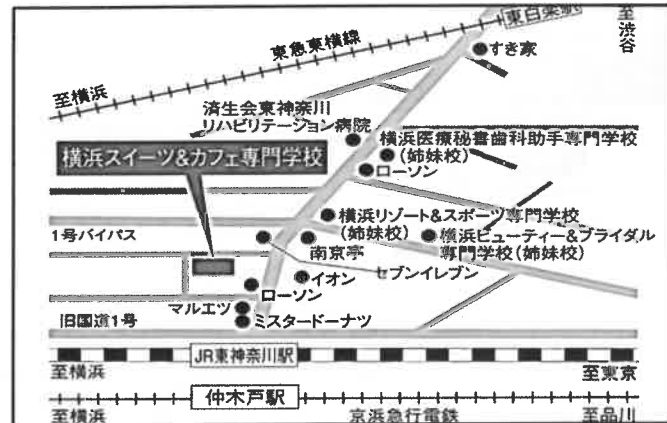 東白楽駅
至渋谷
すき家
東急東横線
至横浜
済生会東神奈川
リハビリテーション病院
横浜医療秘書歯科助手専門学校
(姉妹校)
ローソン
横浜スイーツ&カフェ専門学校
横浜リゾート&スポーツ専門学校
(姉妹校)
横浜ビューティー&ブライダル
専門学校(姉妹校)
1号バイパス
南京亭
セブンイレブン
イオン
ローソン
マルエツ
ミスタードーナツ
旧国道1号
JR東神奈川駅
至横浜
至東京
仲木戸駅
至横浜
京浜急行電鉄
至品川